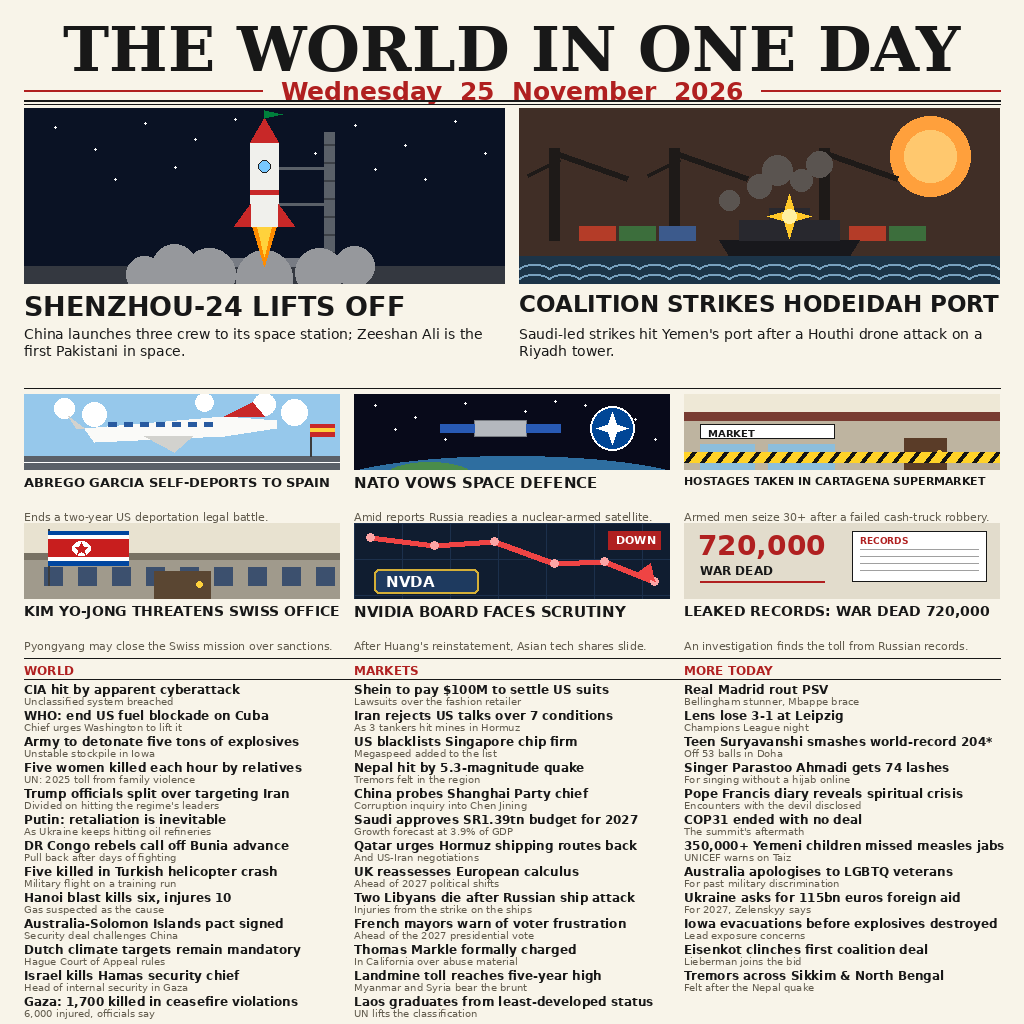 THE WORLD IN ONE DAY
Wednesday 25 November 2026
SHENZHOU-24 LIFTS OFF
China launches three crew to its space station; Zeeshan Ali is the
first Pakistani in space.
COALITION STRIKES HODEIDAH PORT
Saudi-led strikes hit Yemen's port after a Houthi drone attack on a
Riyadh tower.
ABREGO GARCIA SELF-DEPORTS TO SPAIN
Ends a two-year US deportation legal battle.
NATO VOWS SPACE DEFENCE
Amid reports Russia readies a nuclear-armed satellite.
MARKET
HOSTAGES TAKEN IN CARTAGENA SUPERMARKET
Armed men seize 30+ after a failed cash-truck robbery.
KIM YO-JONG THREATENS SWISS OFFICE
Pyongyang may close the Swiss mission over sanctions.
DOWN
NVDA
NVIDIA BOARD FACES SCRUTINY
After Huang's reinstatement, Asian tech shares slide.
720,000
WAR DEAD
RECORDS
LEAKED RECORDS: WAR DEAD 720,000
An investigation finds the toll from Russian records.
WORLD
CIA hit by apparent cyberattack
Unclassified system breached
WHO: end US fuel blockade on Cuba
Chief urges Washington to lift it
Army to detonate five tons of explosives
Unstable stockpile in Iowa
Five women killed each hour by relatives
UN: 2025 toll from family violence
Trump officials split over targeting Iran
Divided on hitting the regime's leaders
Putin: retaliation is inevitable
As Ukraine keeps hitting oil refineries
DR Congo rebels call off Bunia advance
Pull back after days of fighting
Five killed in Turkish helicopter crash
Military flight on a training run
Hanoi blast kills six, injures 10
Gas suspected as the cause
Australia-Solomon Islands pact signed
Security deal challenges China
Dutch climate targets remain mandatory
Hague Court of Appeal rules
Israel kills Hamas security chief
Head of internal security in Gaza
Gaza: 1,700 killed in ceasefire violations
6,000 injured, officials say
MARKETS
Shein to pay $100M to settle US suits
Lawsuits over the fashion retailer
Iran rejects US talks over 7 conditions
As 3 tankers hit mines in Hormuz
US blacklists Singapore chip firm
Megaspeed added to the list
Nepal hit by 5.3-magnitude quake
Tremors felt in the region
China probes Shanghai Party chief
Corruption inquiry into Chen Jining
Saudi approves SR1.39tn budget for 2027
Growth forecast at 3.9% of GDP
Qatar urges Hormuz shipping routes back
And US-Iran negotiations
UK reassesses European calculus
Ahead of 2027 political shifts
Two Libyans die after Russian ship attack
Injuries from the strike on the ships
French mayors warn of voter frustration
Ahead of the 2027 presidential vote
Thomas Markle formally charged
In California over abuse material
Landmine toll reaches five-year high
Myanmar and Syria bear the brunt
Laos graduates from least-developed status
UN lifts the classification
MORE TODAY
Real Madrid rout PSV
Bellingham stunner, Mbappe brace
Lens lose 3-1 at Leipzig
Champions League night
Teen Suryavanshi smashes world-record 204*
Off 53 balls in Doha
Singer Parastoo Ahmadi gets 74 lashes
For singing without a hijab online
Pope Francis diary reveals spiritual crisis
Encounters with the devil disclosed
COP31 ended with no deal
The summit's aftermath
350,000+ Yemeni children missed measles jabs
UNICEF warns on Taiz
Australia apologises to LGBTQ veterans
For past military discrimination
Ukraine asks for 115bn euros foreign aid
For 2027, Zelenskyy says
Iowa evacuations before explosives destroyed
Lead exposure concerns
Eisenkot clinches first coalition deal
Lieberman joins the bid
Tremors across Sikkim & North Bengal
Felt after the Nepal quake